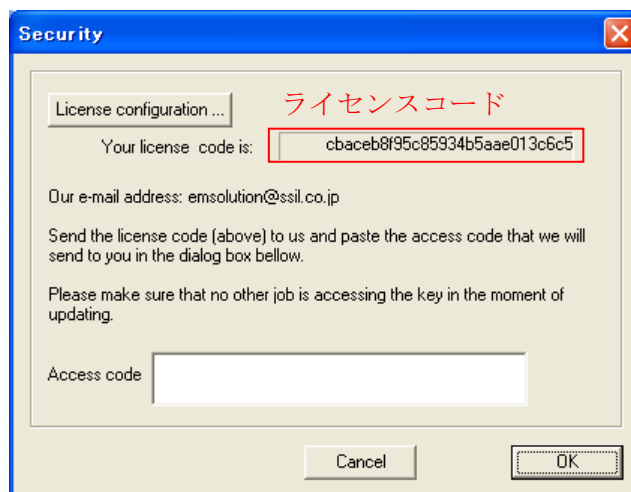 Security
License configuration ...
ライセンスコード
Your license code is:
cbaceb8f95c85934b5aae013c6c5
Our e-mail address: emsolution@ssil.co.jp
Send the license code (above) to us and paste the access code that we will
send to you in the dialog box bellow.
Please make sure that no other job is accessing the key in the moment of
updating.
Access code
Cancel
OK